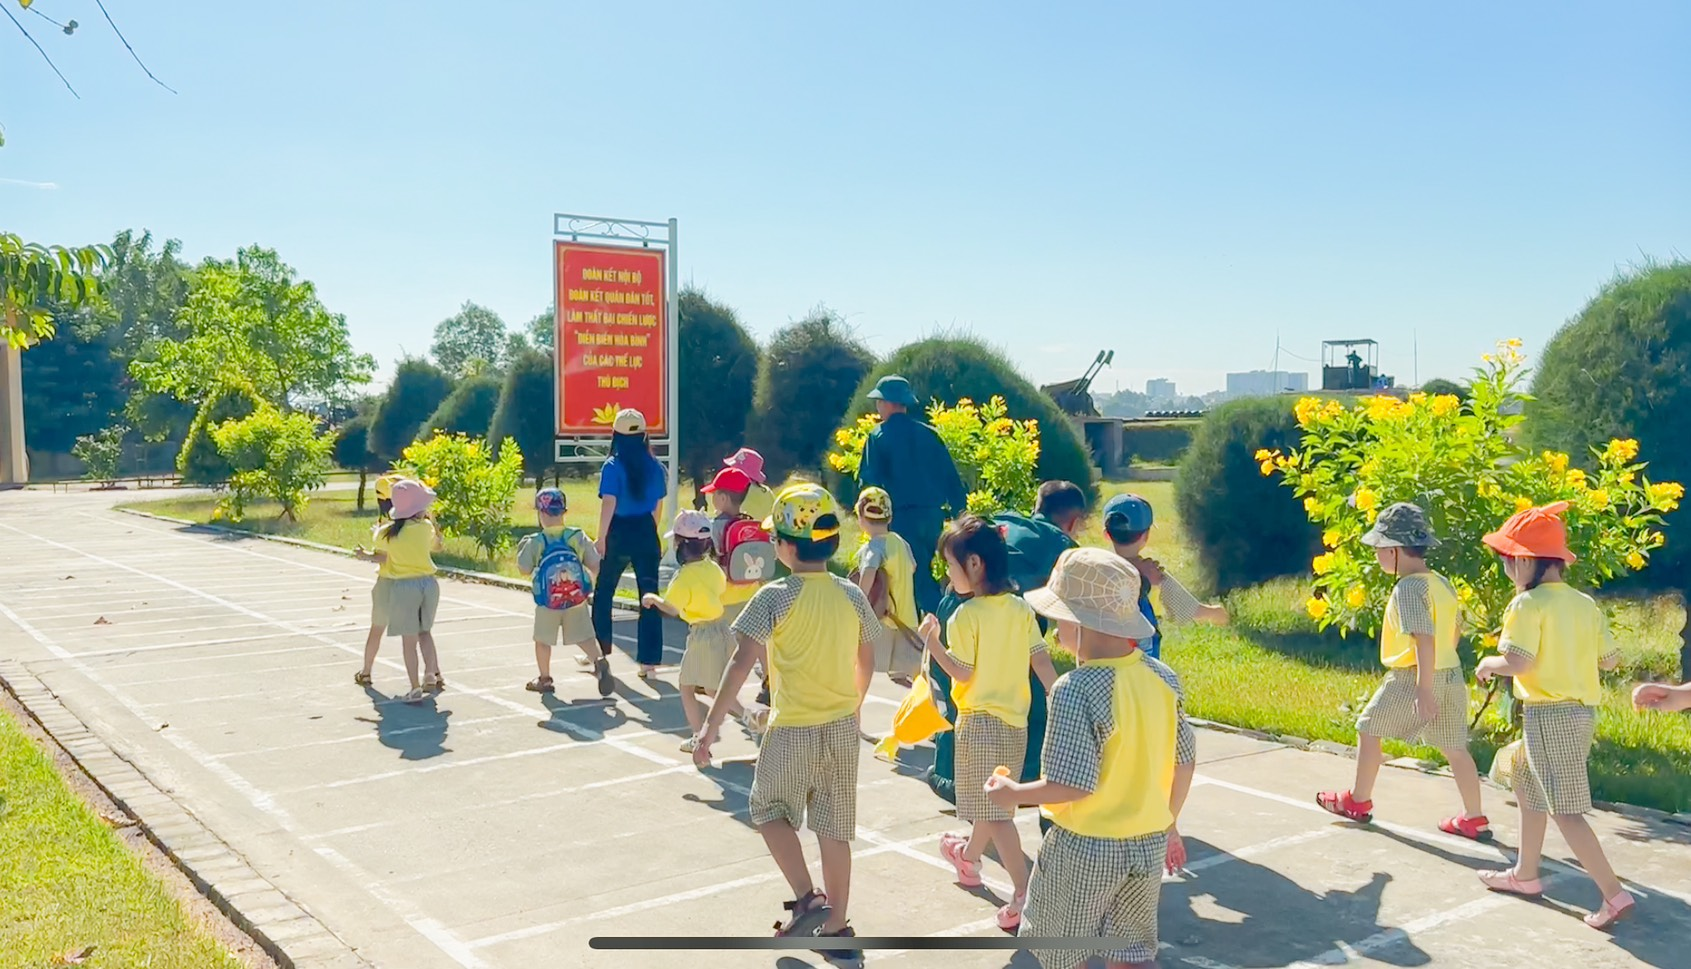 ĐOÀN KẾT NỘI BỘ
ĐOÀN KẾT QUÂN DÂN TỐT,
LÀM THẤT BẠI CHIẾN LƯỢC
"DIỄN BIẾN HÒA BÌNH"
CỦA CÁC THẾ LỰC
THÙ ĐỊCH